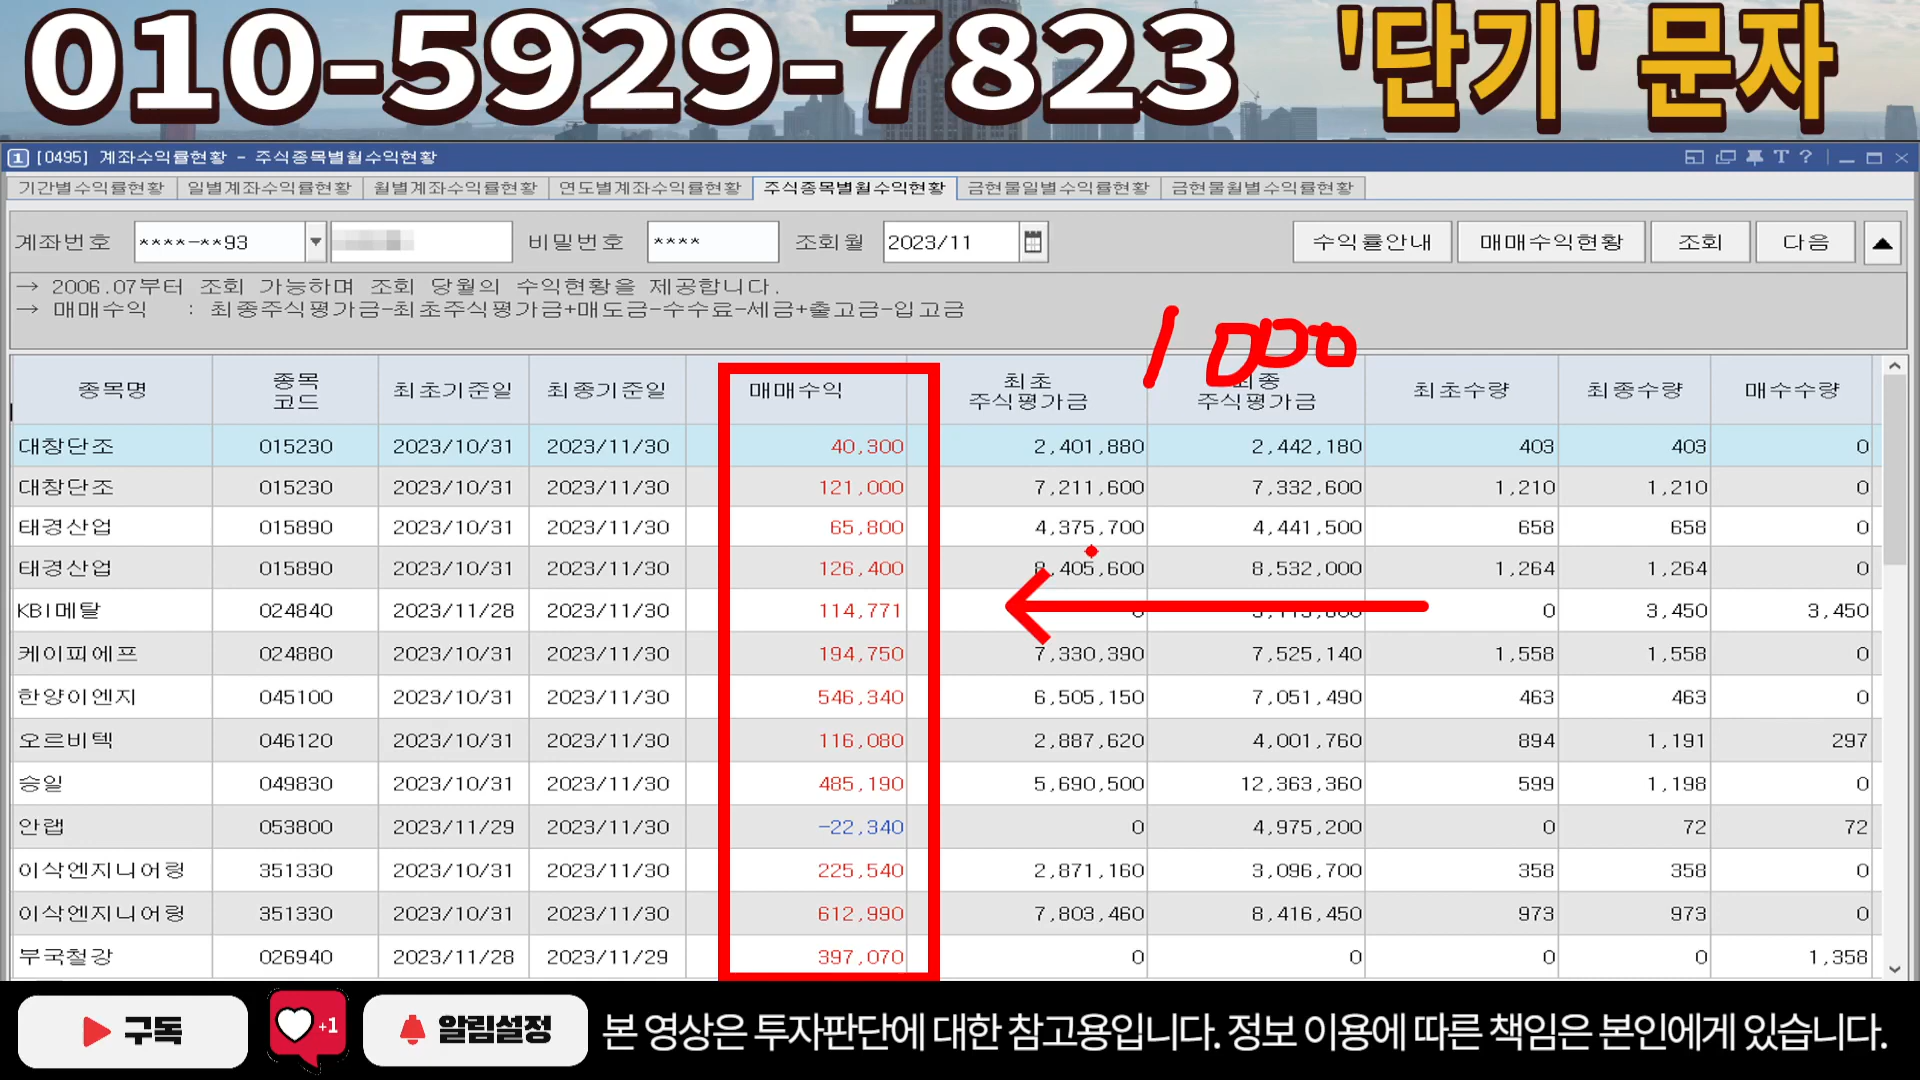 010-5929-7823 '단기' 문자
1 [0495] 계좌수익률현황 - 주식종목별월수익현황
기간별수익률현황 일별계좌수익률현황 월별계좌수익률현황 연도별계좌수익률현황 주식종목별월수익현황 금현물일별수익률현황 금현물월별수익률현황
계좌번호 ****-**93 비밀번호 **** 조회월 2023/11 수익률안내 매매수익현황 조회 다음
→ 2006.07부터 조회 가능하며 조회 당월의 수익현황을 제공합니다.
→ 매매수익 : 최종주식평가금-최초주식평가금+매도금-수수료-세금+출고금-입고금
1000
종목명 종목코드 최초기준일 최종기준일 매매수익 최초주식평가금 최종주식평가금 최초수량 최종수량 매수수량
대창단조 015230 2023/10/31 2023/11/30 40,300 2,401,880 2,442,180 403 403 0
대창단조 015230 2023/10/31 2023/11/30 121,000 7,211,600 7,332,600 1,210 1,210 0
태경산업 015890 2023/10/31 2023/11/30 65,800 4,375,700 4,441,500 658 658 0
태경산업 015890 2023/10/31 2023/11/30 126,400 8,405,600 8,532,000 1,264 1,264 0
KBI메탈 024840 2023/11/28 2023/11/30 114,771 0 0 3,450 3,450
케이피에프 024880 2023/10/31 2023/11/30 194,750 7,330,390 7,525,140 1,558 1,558 0
한양이엔지 045100 2023/10/31 2023/11/30 546,340 6,505,150 7,051,490 463 463 0
오르비텍 046120 2023/10/31 2023/11/30 116,080 2,887,620 4,001,760 894 1,191 297
승일 049830 2023/10/31 2023/11/30 485,190 5,690,500 12,363,360 599 1,198 0
안랩 053800 2023/11/29 2023/11/30 -22,340 0 4,975,200 0 72 72
이삭엔지니어링 351330 2023/10/31 2023/11/30 225,540 2,871,160 3,096,700 358 358 0
이삭엔지니어링 351330 2023/10/31 2023/11/30 612,990 7,803,460 8,416,450 973 973 0
부국철강 026940 2023/11/28 2023/11/29 397,070 0 0 0 0 1,358
구독 +1 알림설정 본 영상은 투자판단에 대한 참고용입니다. 정보 이용에 따른 책임은 본인에게 있습니다.